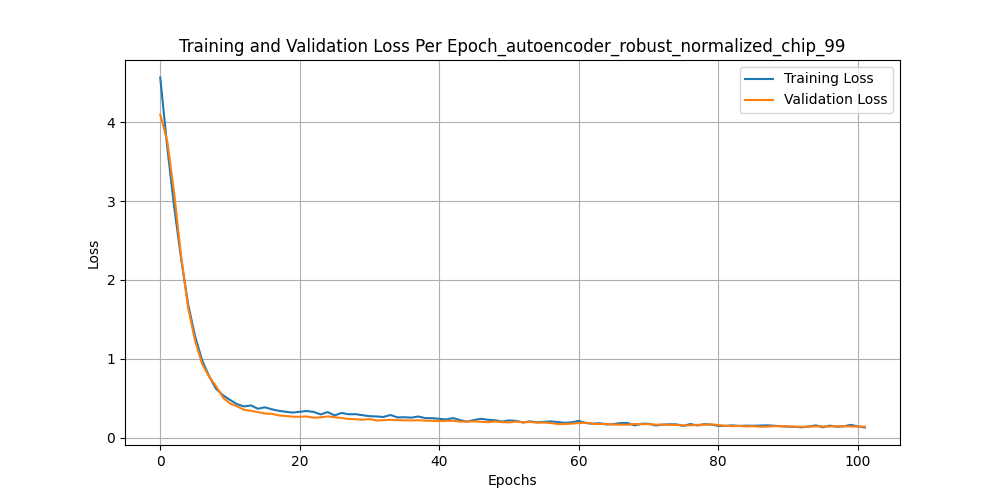 Training and Validation Loss Per Epoch_autoencoder_robust_normalized_chip_99
Training Loss
Validation Loss
Loss
4
3
2
1
0
0 20 40 60 80 100
Epochs